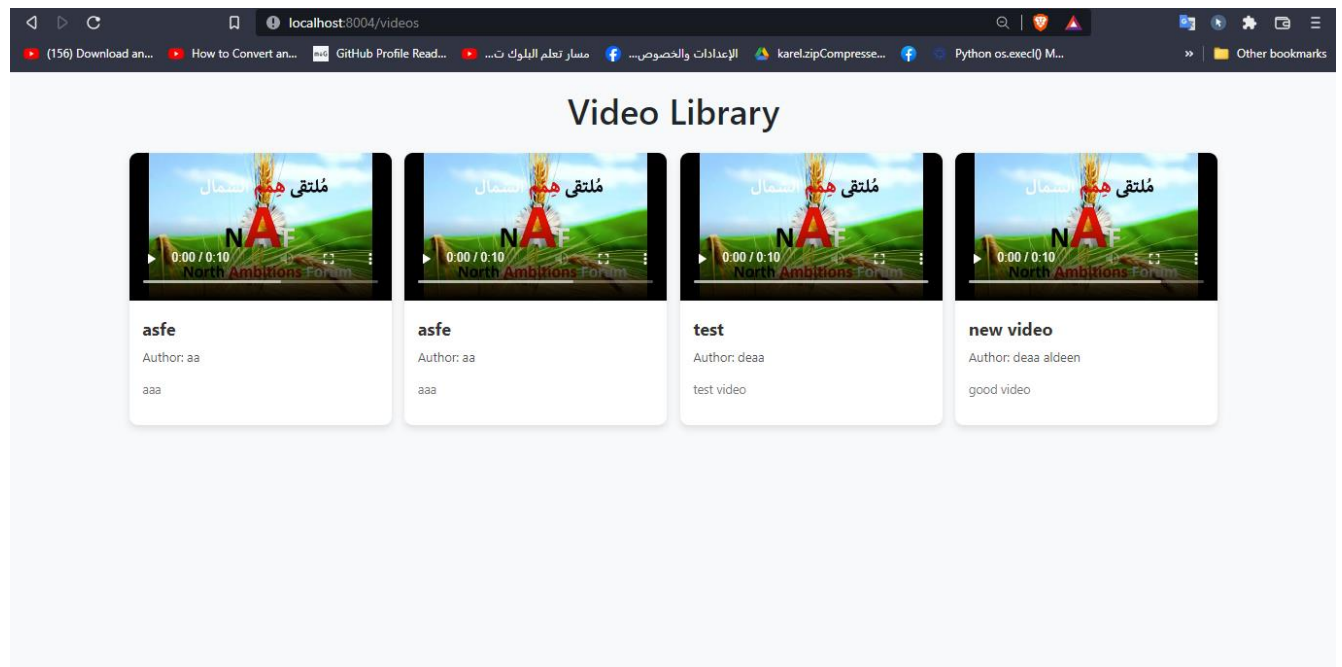 localhost:8004/videos
(156) Download an...
How to Convert an...
GitHub Profile Read...
مسار تعلم البلوك ت...
الإعدادات والخصوص...
karel.zipCompresse...
Python os.execl() M...
»
Other bookmarks
Video Library
مُلتقى هِمَم الشمال
NAF
0:00 / 0:10
North Ambitions Forum
asfe
Author: aa
aaa
مُلتقى هِمَم الشمال
NAF
0:00 / 0:10
North Ambitions Forum
asfe
Author: aa
aaa
مُلتقى هِمَم الشمال
NAF
0:00 / 0:10
North Ambitions Forum
test
Author: deaa
test video
مُلتقى هِمَم الشمال
NAF
0:00 / 0:10
North Ambitions Forum
new video
Author: deaa aldeen
good video